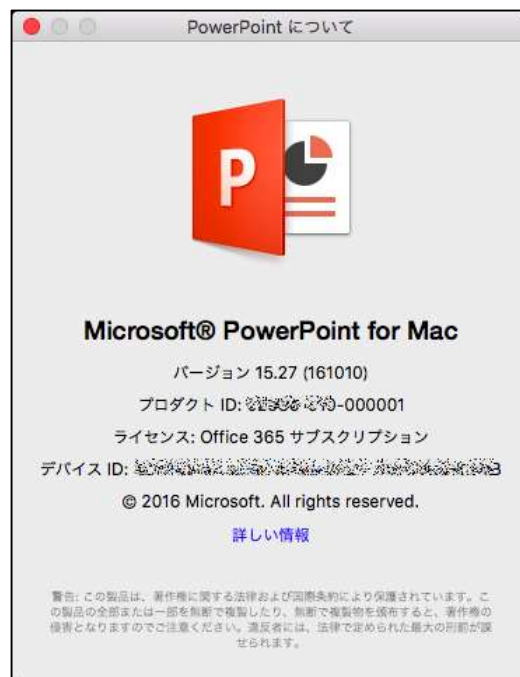 PowerPoint について
P
Microsoft® PowerPoint for Mac
バージョン 15.27 (161010)
プロダクト ID: -000001
ライセンス: Office 365 サブスクリプション
デバイス ID:
© 2016 Microsoft. All rights reserved.
詳しい情報
警告: この製品は、著作権に関する法律および国際条約により保護されています。こ
の製品の全部または一部を無断で複製したり、無断で複製物を頒布すると、著作権の
侵害となりますのでご注意ください。違反者には、法律で定められた最大の刑罰が課
せられます。